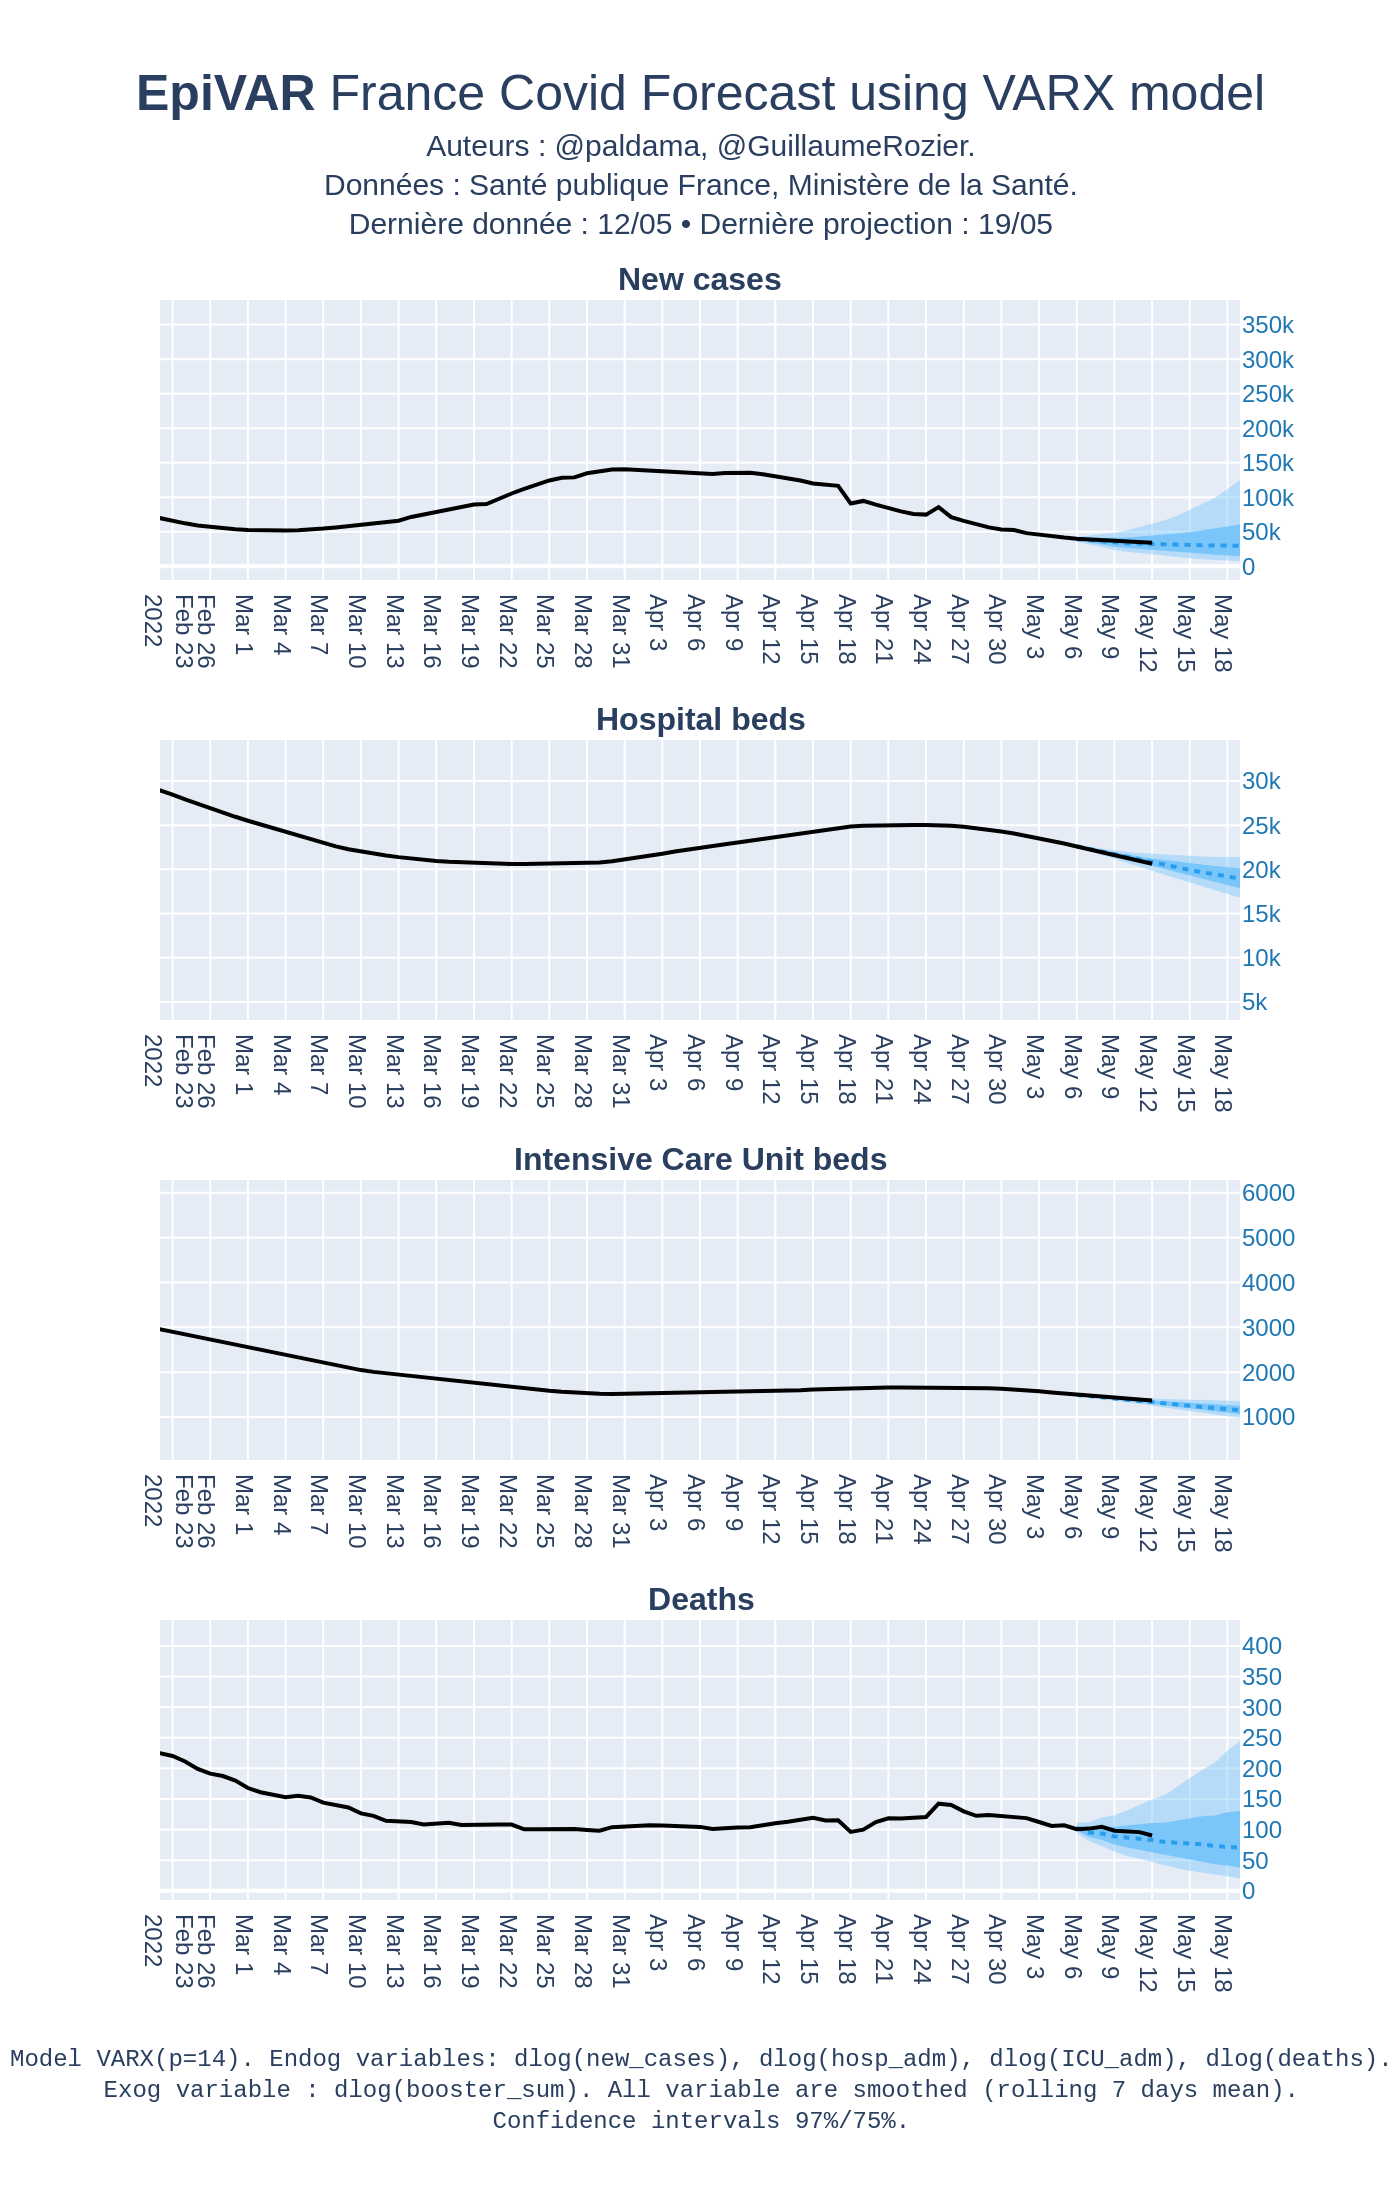 EpiVAR France Covid Forecast using VARX model
Auteurs : @paldama, @GuillaumeRozier.
Données : Santé publique France, Ministère de la Santé.
Dernière donnée : 12/05 • Dernière projection : 19/05
New cases
350k
300k
250k
200k
150k
100k
50k
0
2022 Feb 23 Feb 26 Mar 1 Mar 4 Mar 7 Mar 10 Mar 13 Mar 16 Mar 19 Mar 22 Mar 25 Mar 28 Mar 31 Apr 3 Apr 6 Apr 9 Apr 12 Apr 15 Apr 18 Apr 21 Apr 24 Apr 27 Apr 30 May 3 May 6 May 9 May 12 May 15 May 18
Hospital beds
30k
25k
20k
15k
10k
5k
2022 Feb 23 Feb 26 Mar 1 Mar 4 Mar 7 Mar 10 Mar 13 Mar 16 Mar 19 Mar 22 Mar 25 Mar 28 Mar 31 Apr 3 Apr 6 Apr 9 Apr 12 Apr 15 Apr 18 Apr 21 Apr 24 Apr 27 Apr 30 May 3 May 6 May 9 May 12 May 15 May 18
Intensive Care Unit beds
6000
5000
4000
3000
2000
1000
2022 Feb 23 Feb 26 Mar 1 Mar 4 Mar 7 Mar 10 Mar 13 Mar 16 Mar 19 Mar 22 Mar 25 Mar 28 Mar 31 Apr 3 Apr 6 Apr 9 Apr 12 Apr 15 Apr 18 Apr 21 Apr 24 Apr 27 Apr 30 May 3 May 6 May 9 May 12 May 15 May 18
Deaths
400
350
300
250
200
150
100
50
0
2022 Feb 23 Feb 26 Mar 1 Mar 4 Mar 7 Mar 10 Mar 13 Mar 16 Mar 19 Mar 22 Mar 25 Mar 28 Mar 31 Apr 3 Apr 6 Apr 9 Apr 12 Apr 15 Apr 18 Apr 21 Apr 24 Apr 27 Apr 30 May 3 May 6 May 9 May 12 May 15 May 18
Model VARX(p=14). Endog variables: dlog(new_cases), dlog(hosp_adm), dlog(ICU_adm), dlog(deaths).
Exog variable : dlog(booster_sum). All variable are smoothed (rolling 7 days mean).
Confidence intervals 97%/75%.